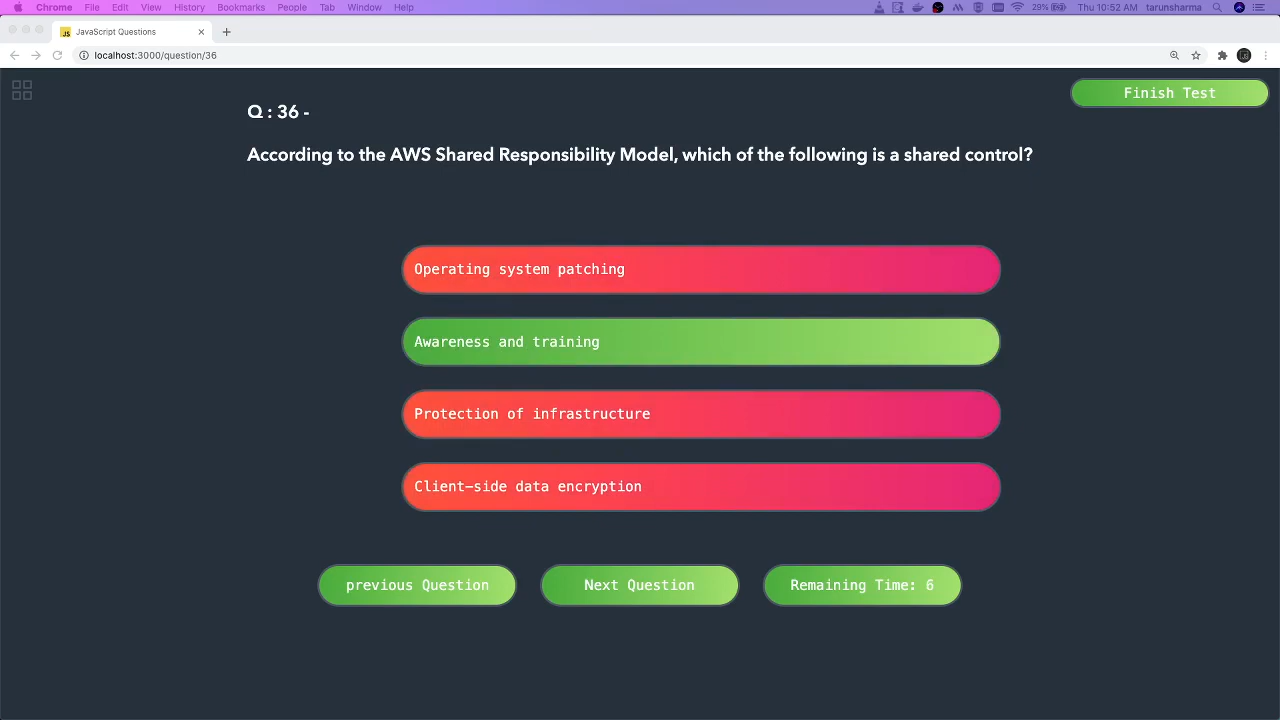 Chrome File Edit View History Bookmarks People Tab Window Help 29% Thu 10:52 AM tarunsharma
JS JavaScript Questions
localhost:3000/question/36
Finish Test
Q : 36 -
According to the AWS Shared Responsibility Model, which of the following is a shared control?
Operating system patching
Awareness and training
Protection of infrastructure
Client-side data encryption
previous Question Next Question Remaining Time: 6